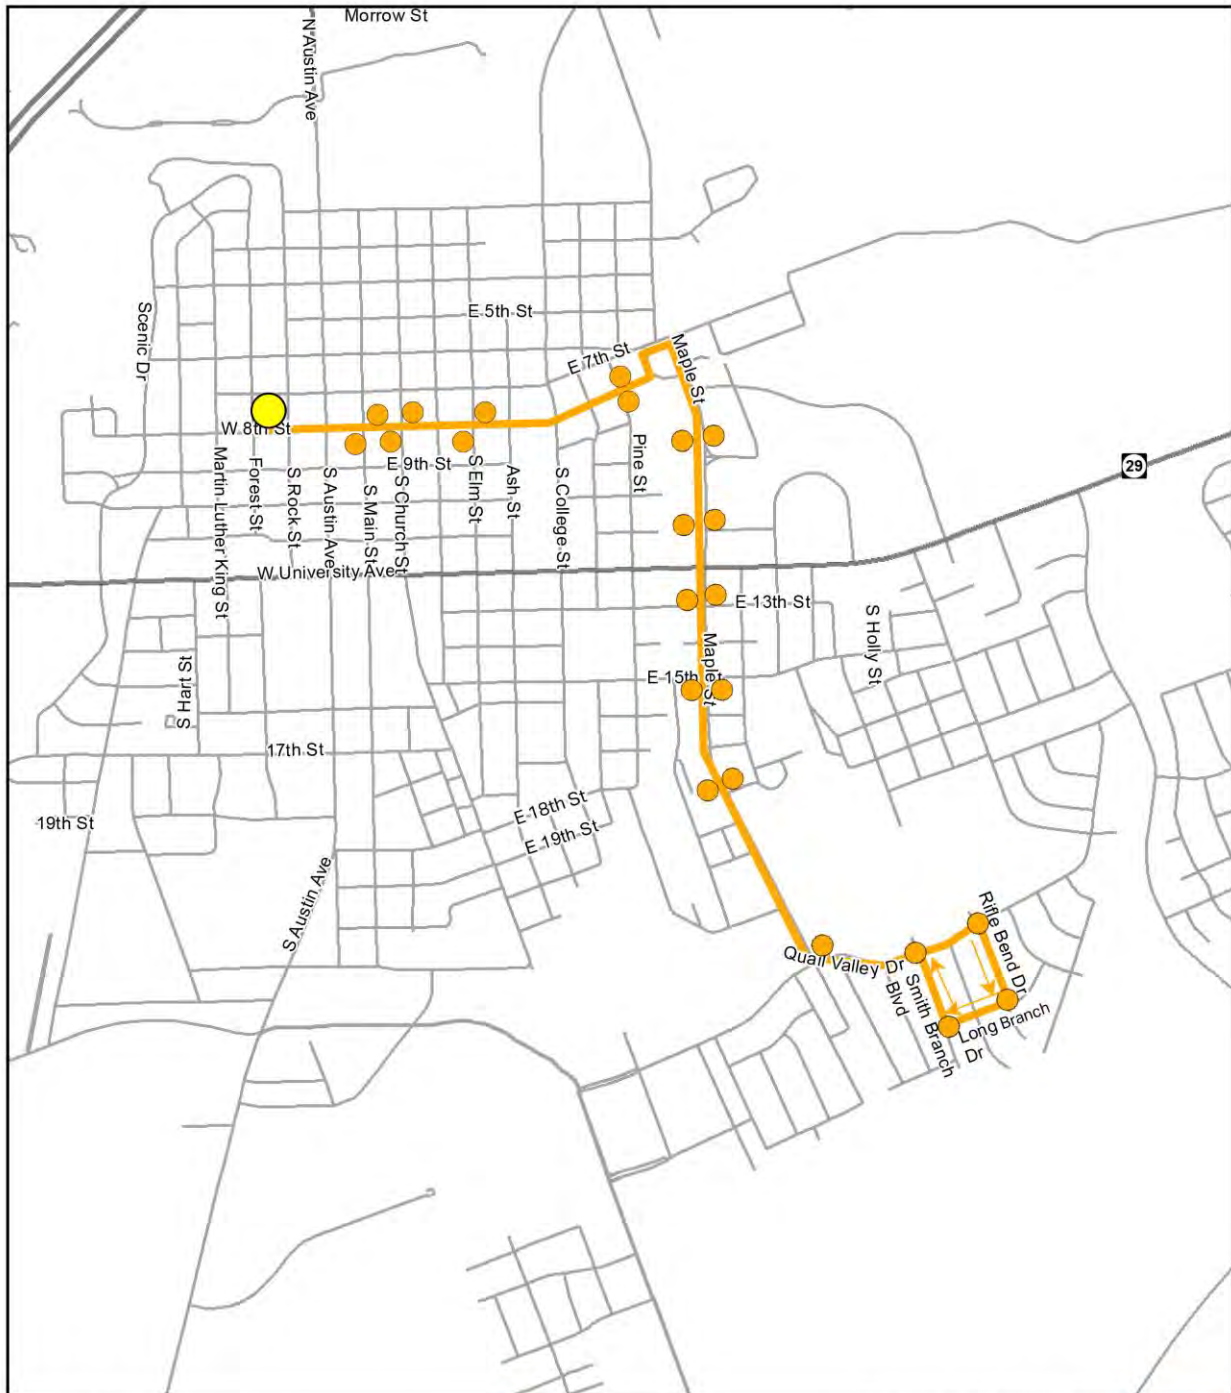 Morrow St
N Austin Ave
Scenic Dr
E 5th St
E 7th St
Maple St
W 8th St
E 9th St
Martin Luther King St
Forest St
S Rock St
S Austin Ave
S Main St
S Church St
S Elm St
Ash St
S College St
Pine St
29
W University Ave
E 13th St
S Holly St
Maple St
E 15th St
S Hart St
17th St
19th St
E 18th St
E 19th St
S Austin Ave
Quail Valley Dr
Rifle Bend Dr
Smith Branch
Blvd
Long Branch
Dr